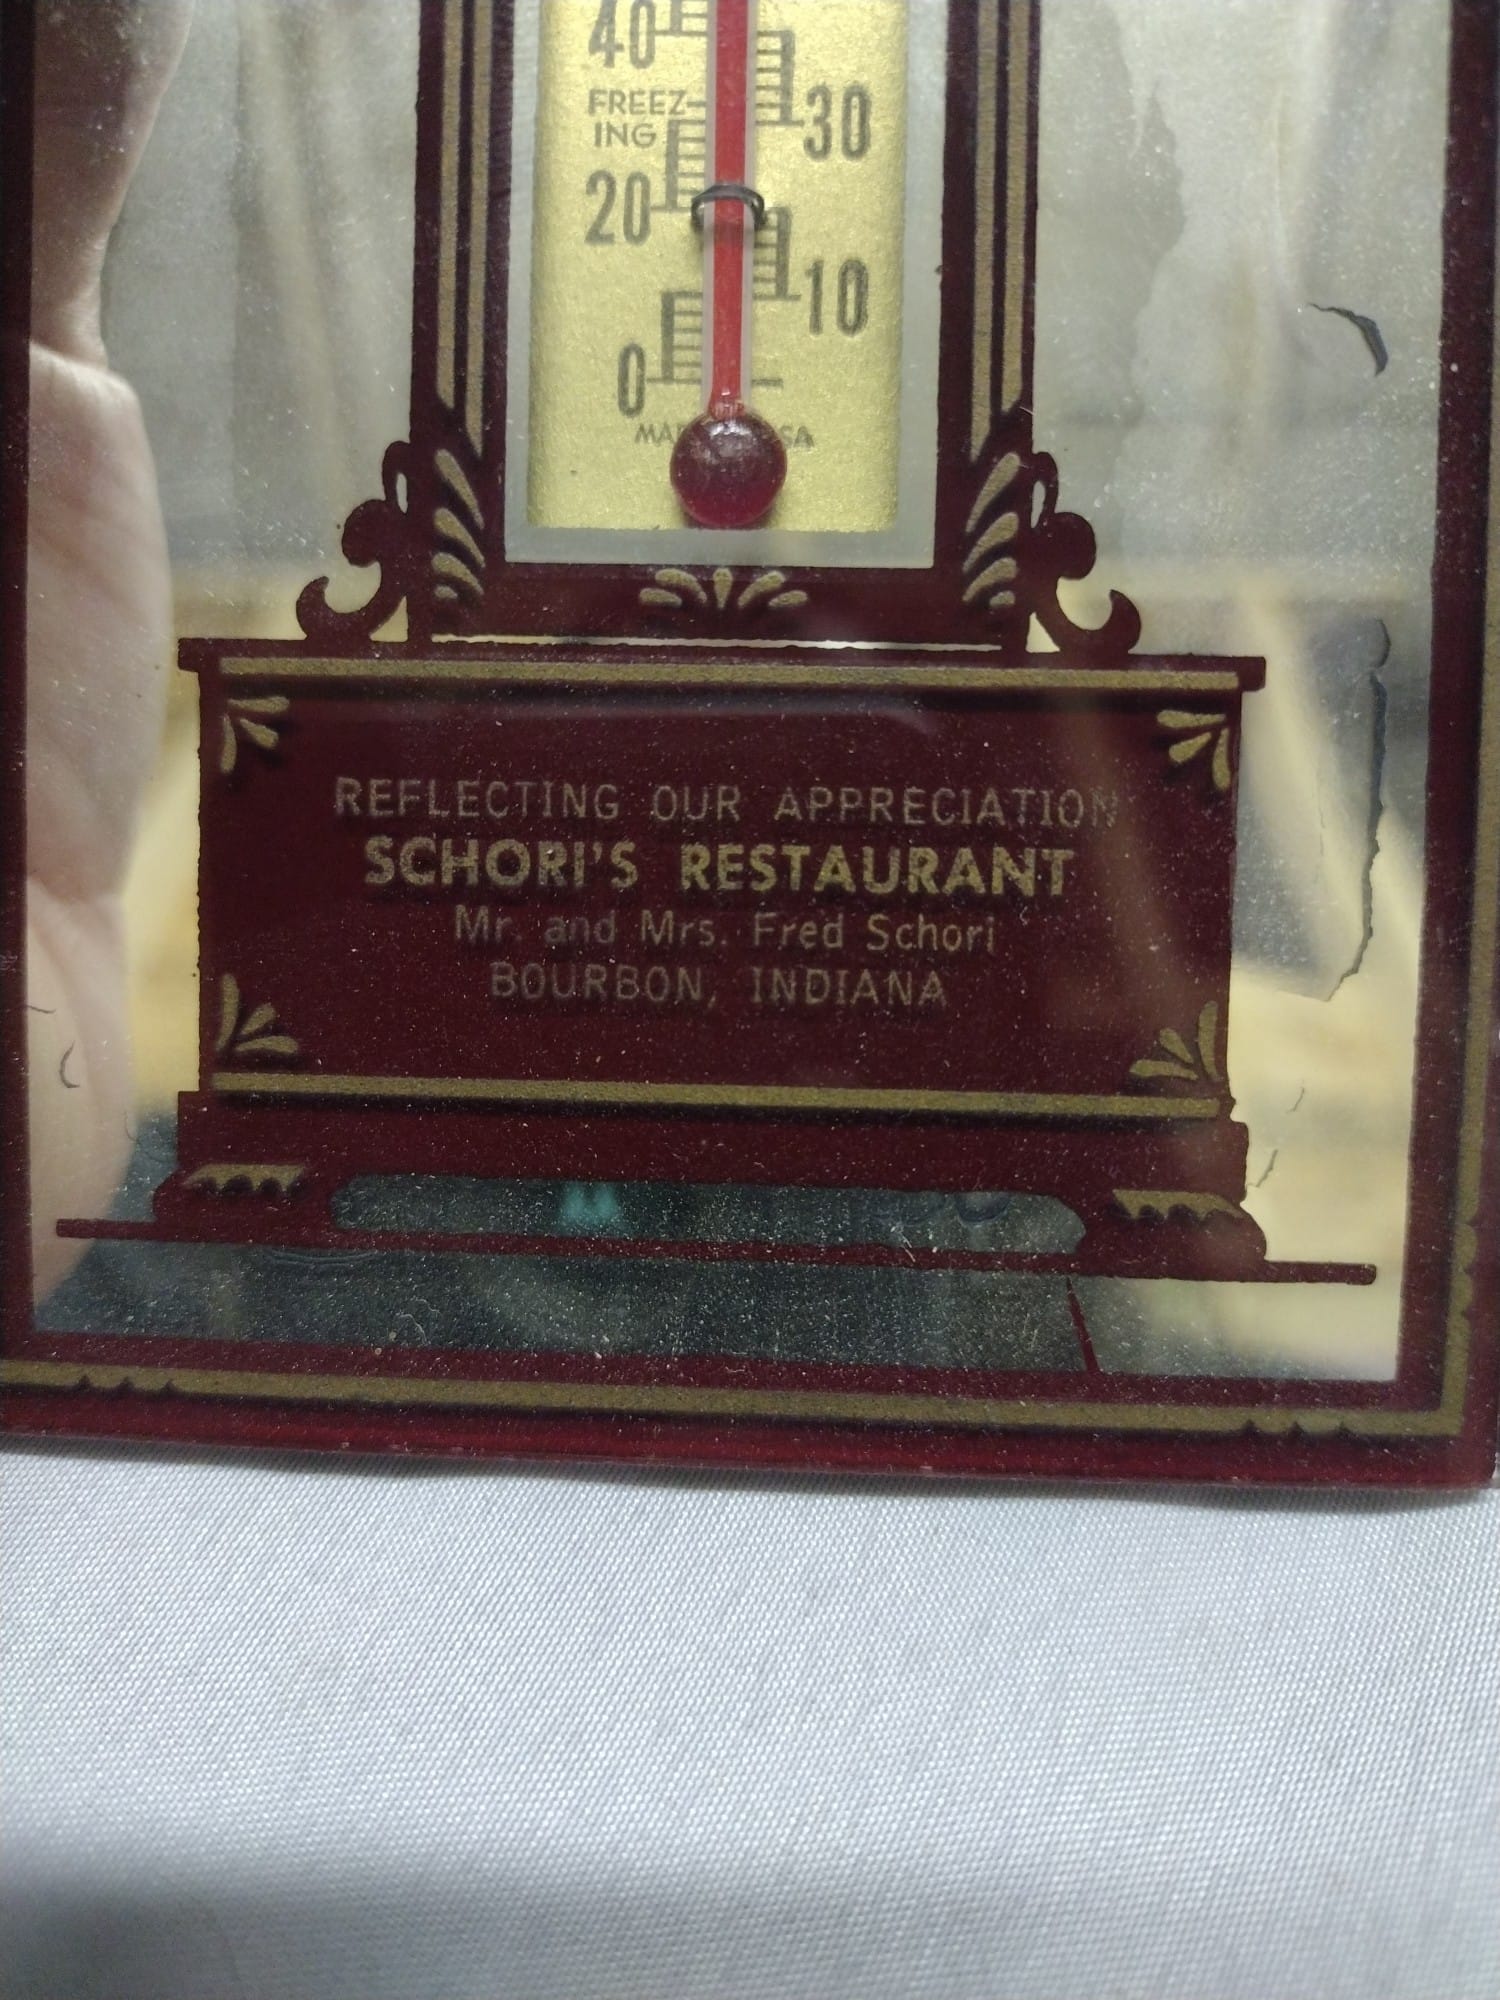 40
FREEZ-
ING
30
20
10
0
REFLECTING OUR APPRECIATION
SCHORI'S RESTAURANT
Mr. and Mrs. Fred Schori
BOURBON, INDIANA